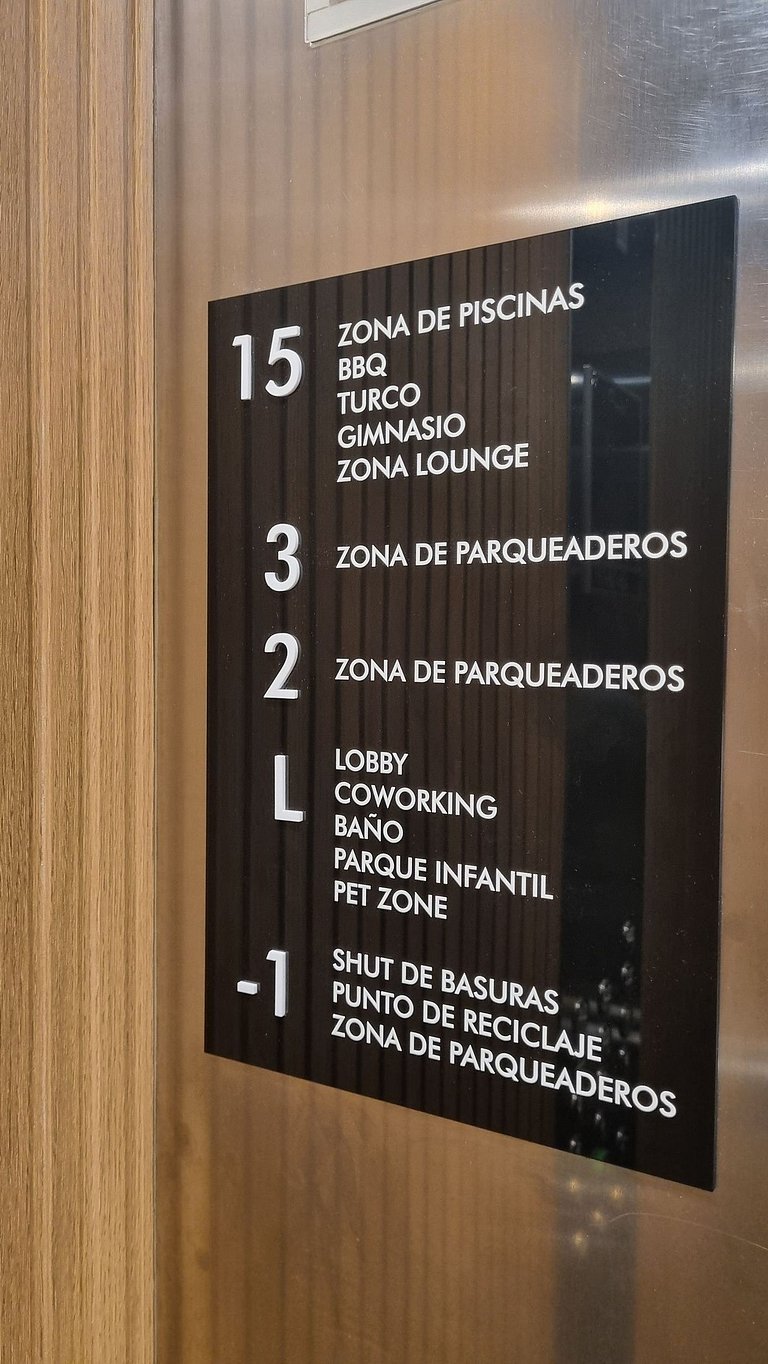 15 ZONA DE PISCINAS
BBQ
TURCO
GIMNASIO
ZONA LOUNGE
3 ZONA DE PARQUEADEROS
2 ZONA DE PARQUEADEROS
L LOBBY
COWORKING
BAÑO
PARQUE INFANTIL
PET ZONE
-1 SHUT DE BASURAS
PUNTO DE RECICLAJE
ZONA DE PARQUEADEROS